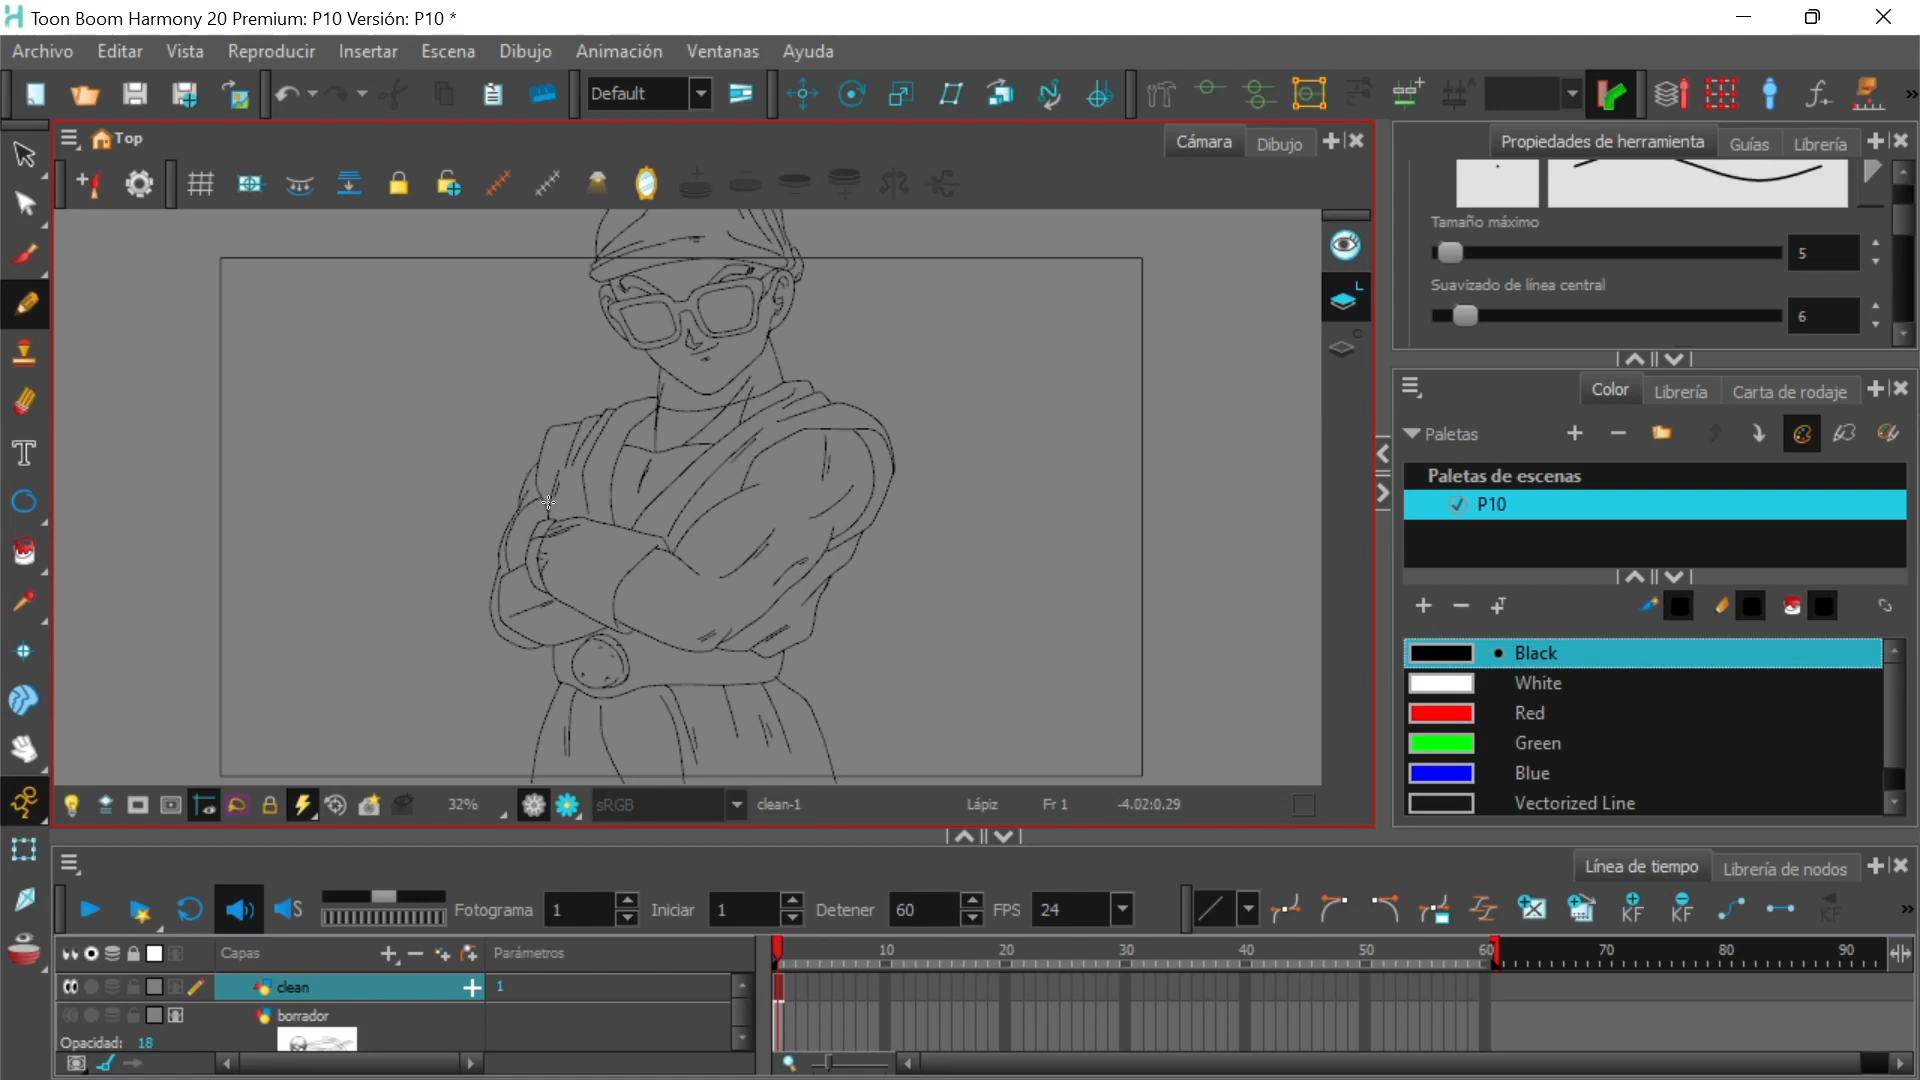 Toon Boom Harmony 20 Premium: P10 Versión: P10 *
Archivo Editar Vista Reproducir Insertar Escena Dibujo Animación Ventanas Ayuda
Default
Top
Cámara Dibujo
Propiedades de herramienta Guías Librería
Tamaño máximo
5
Suavizado de línea central
6
Color Librería Carta de rodaje
Paletas
Paletas de escenas
P10
Black
White
Red
Green
Blue
Vectorized Line
32% sRGB clean-1 Lápiz Fr 1 -4.02:0.29
Línea de tiempo Librería de nodos
Fotograma 1 Iniciar 1 Detener 60 FPS 24
Capas Parámetros 10 20 30 40 50 60 70 80 90
clean 1
borrador
Opacidad: 18